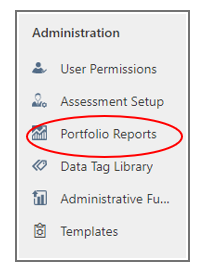 Administration
User Permissions
Assessment Setup
Portfolio Reports
Data Tag Library
Administrative Fu...
Templates